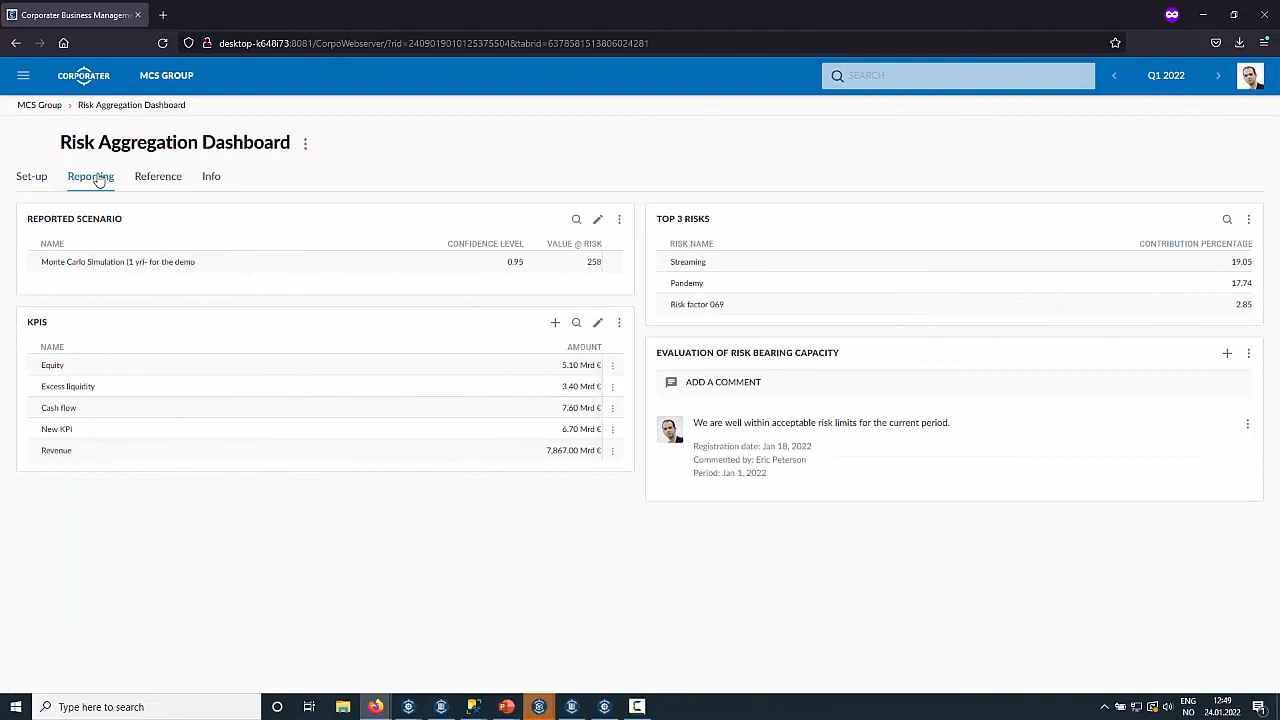 Corporater Business Managem
desktop-k648i73:8081/CorpoWebserver/?rid=240901901012537550​4&tabrid=6378581513806024281
CORPORATER
MCS GROUP
SEARCH
Q1 2022
MCS Group > Risk Aggregation Dashboard
Risk Aggregation Dashboard
Set-up Reporting Reference Info
REPORTED SCENARIO
NAME CONFIDENCE LEVEL VALUE @ RISK
Monte Carlo Simulation (1 yr)- for the demo 0.95 258
KPIS
NAME AMOUNT
Equity 5.10 Mrd €
Excess liquidity 3.40 Mrd €
Cash flow 7.60 Mrd €
New KPI 6.70 Mrd €
Revenue 7,867.00 Mrd €
TOP 3 RISKS
RISK NAME CONTRIBUTION PERCENTAGE
Streaming 19.05
Pandemy 17.74
Risk factor 069 2.85
EVALUATION OF RISK BEARING CAPACITY
ADD A COMMENT
We are well within acceptable risk limits for the current period.
Registration date: Jan 18, 2022
Commented by: Eric Peterson
Period: Jan 1, 2022
Type here to search
ENG 12:49
NO 24.01.2022